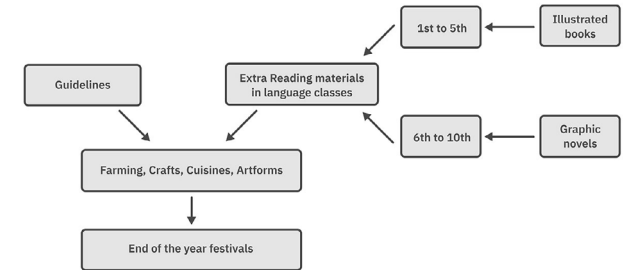 Illustrated
books
1st to 5th
Guidelines
Extra Reading materials
in language classes
6th to 10th
Graphic
novels
Farming, Crafts, Cuisines, Artforms
End of the year festivals